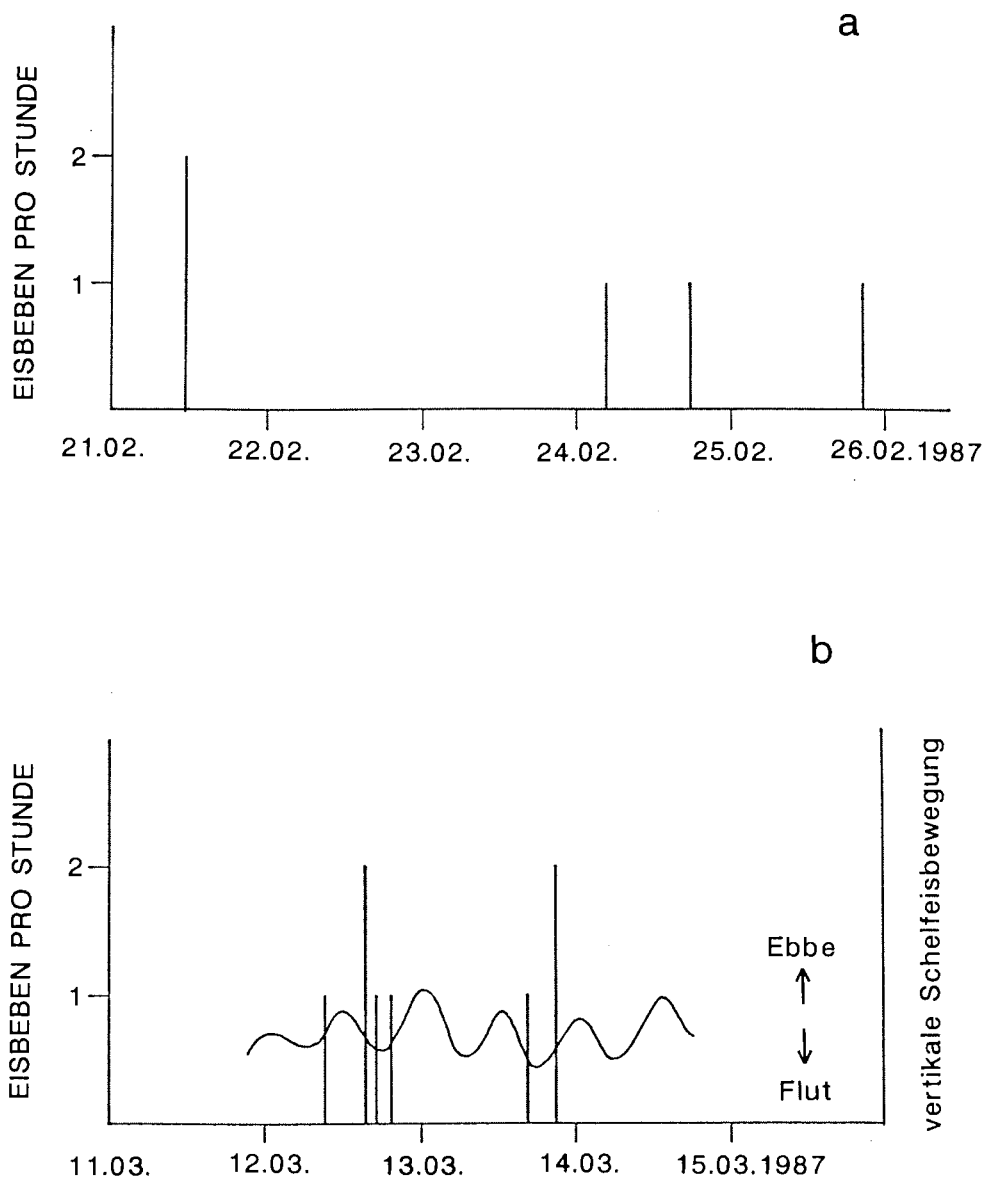 a
EISBEBEN PRO STUNDE
2
1
21.02. 22.02. 23.02. 24.02. 25.02. 26.02.1987
b
EISBEBEN PRO STUNDE
vertikale Schelfeisbewegung
2
Ebbe
1
Flut
11.03. 12.03. 13.03. 14.03. 15.03.1987